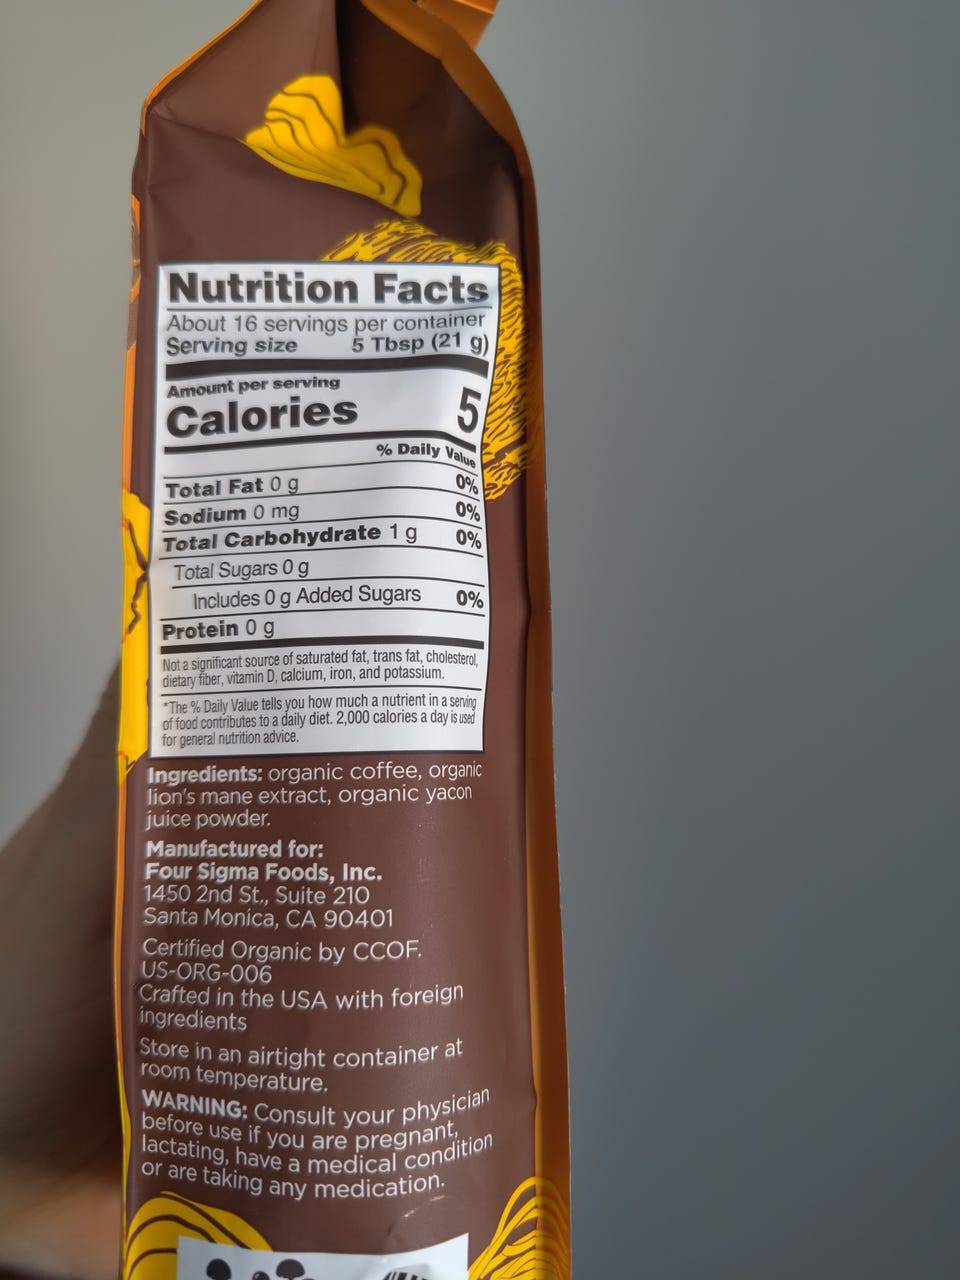 Nutrition Facts
About 16 servings per container
Serving size 5 Tbsp (21 g)
Amount per serving
Calories 5
% Daily Value
Total Fat 0 g 0%
Sodium 0 mg 0%
Total Carbohydrate 1 g 0%
Total Sugars 0 g
Includes 0 g Added Sugars 0%
Protein 0 g
Not a significant source of saturated fat, trans fat, cholesterol,
dietary fiber, vitamin D, calcium, iron, and potassium.
*The % Daily Value tells you how much a nutrient in a serving
of food contributes to a daily diet. 2,000 calories a day is used
for general nutrition advice.
Ingredients: organic coffee, organic
lion's mane extract, organic yacon
juice powder.
Manufactured for:
Four Sigma Foods, Inc.
1450 2nd St., Suite 210
Santa Monica, CA 90401
Certified Organic by CCOF.
US-ORG-006
Crafted in the USA with foreign
ingredients
Store in an airtight container at
room temperature.
WARNING: Consult your physician
before use if you are pregnant,
lactating, have a medical condition
or are taking any medication.